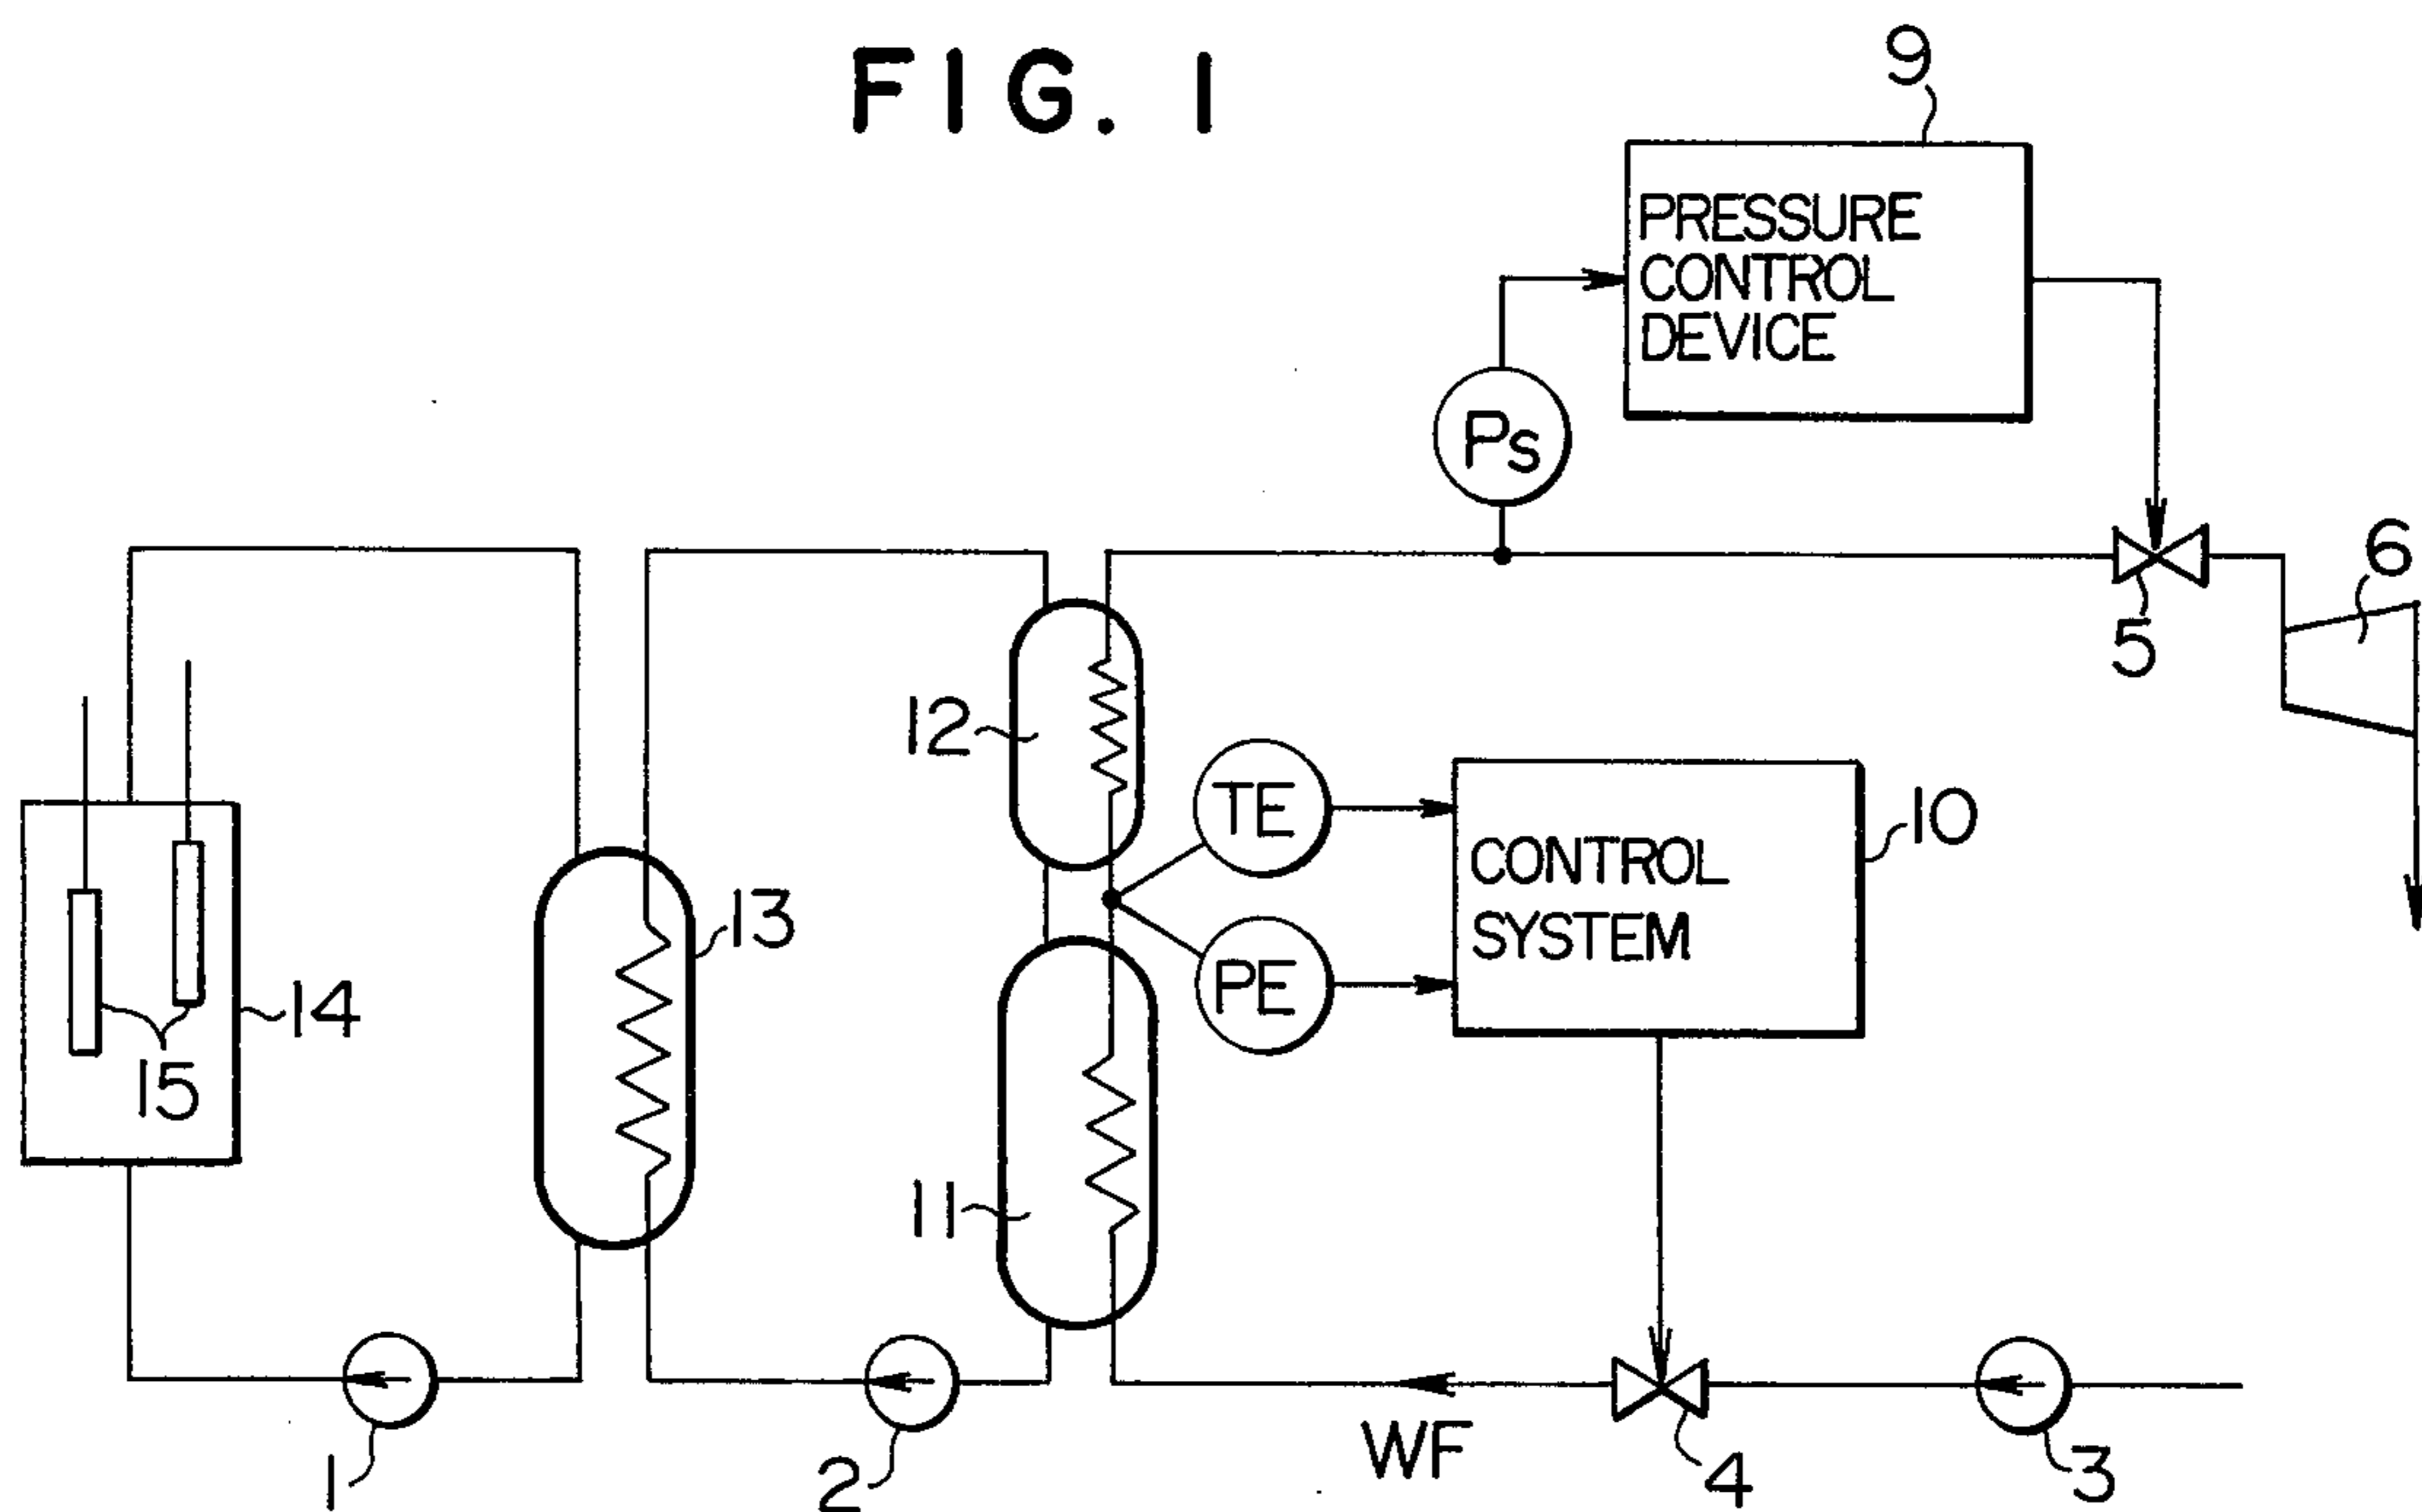 FIG. 1
9
PRESSURE
CONTROL
DEVICE
Ps
6
5
12
TE
10
CONTROL
SYSTEM
13
PE
14
15
11
WF
1
2
4
3